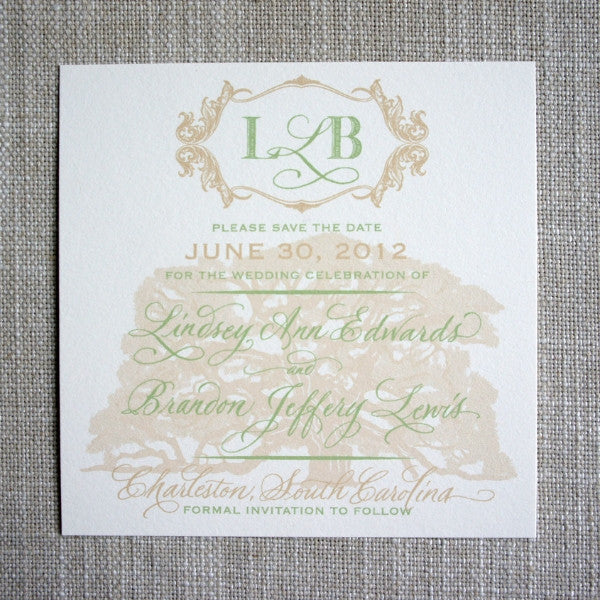 L L B
PLEASE SAVE THE DATE
JUNE 30, 2012
FOR THE WEDDING CELEBRATION OF
Lindsey Ann Edwards
and
Brandon Jeffery Lewis
Charleston, South Carolina
FORMAL INVITATION TO FOLLOW